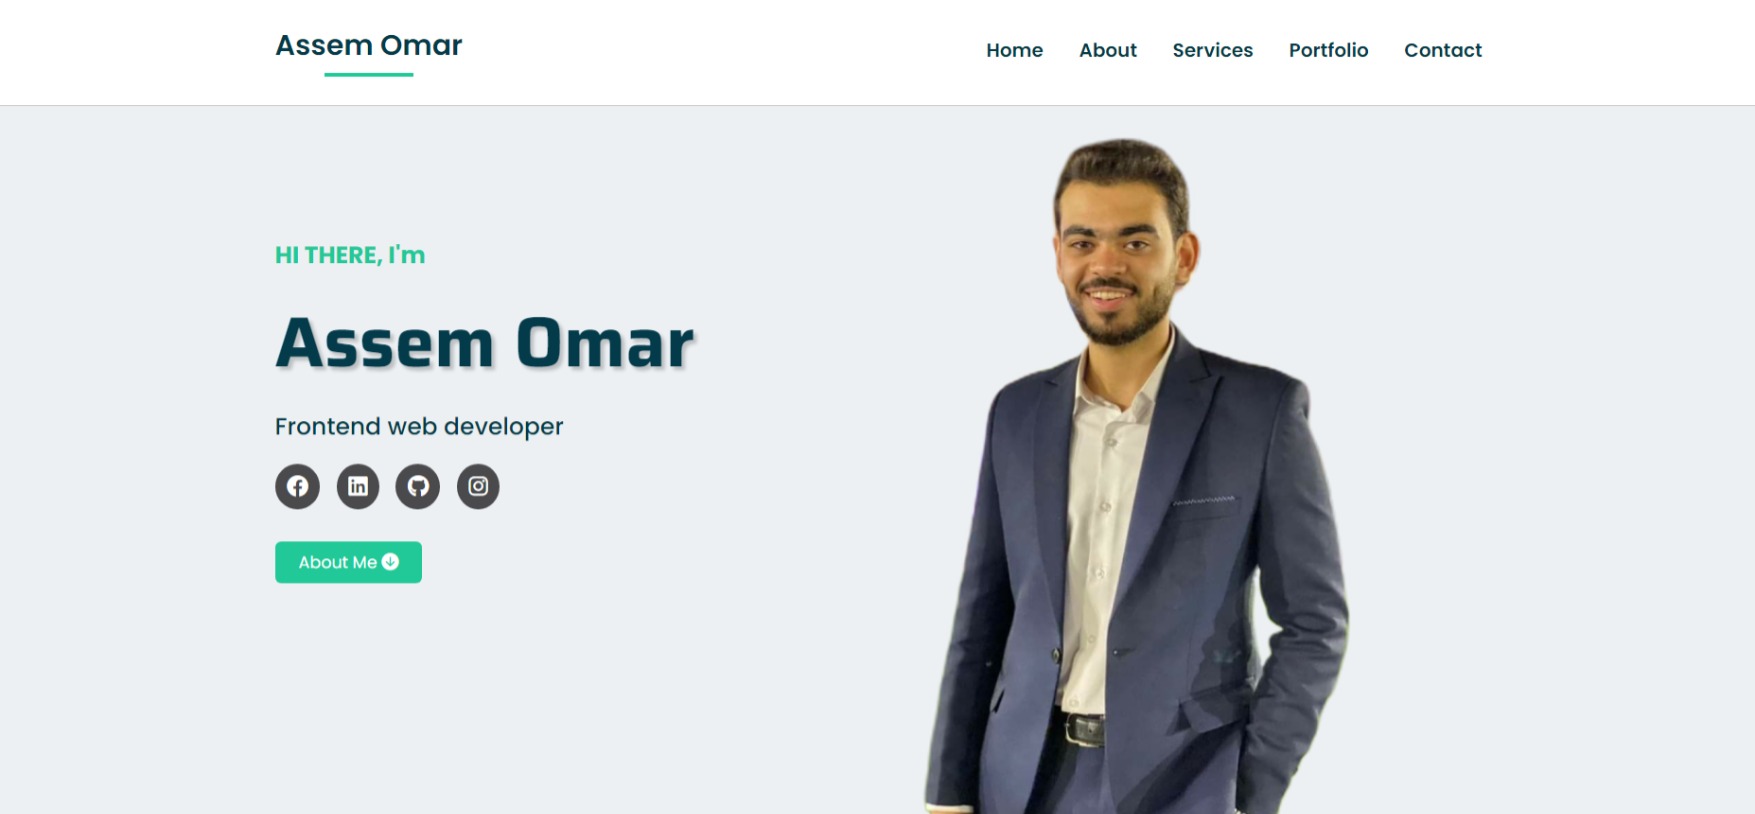 Assem Omar
Home About Services Portfolio Contact
HI THERE, I'm
Assem Omar
Frontend web developer
About Me